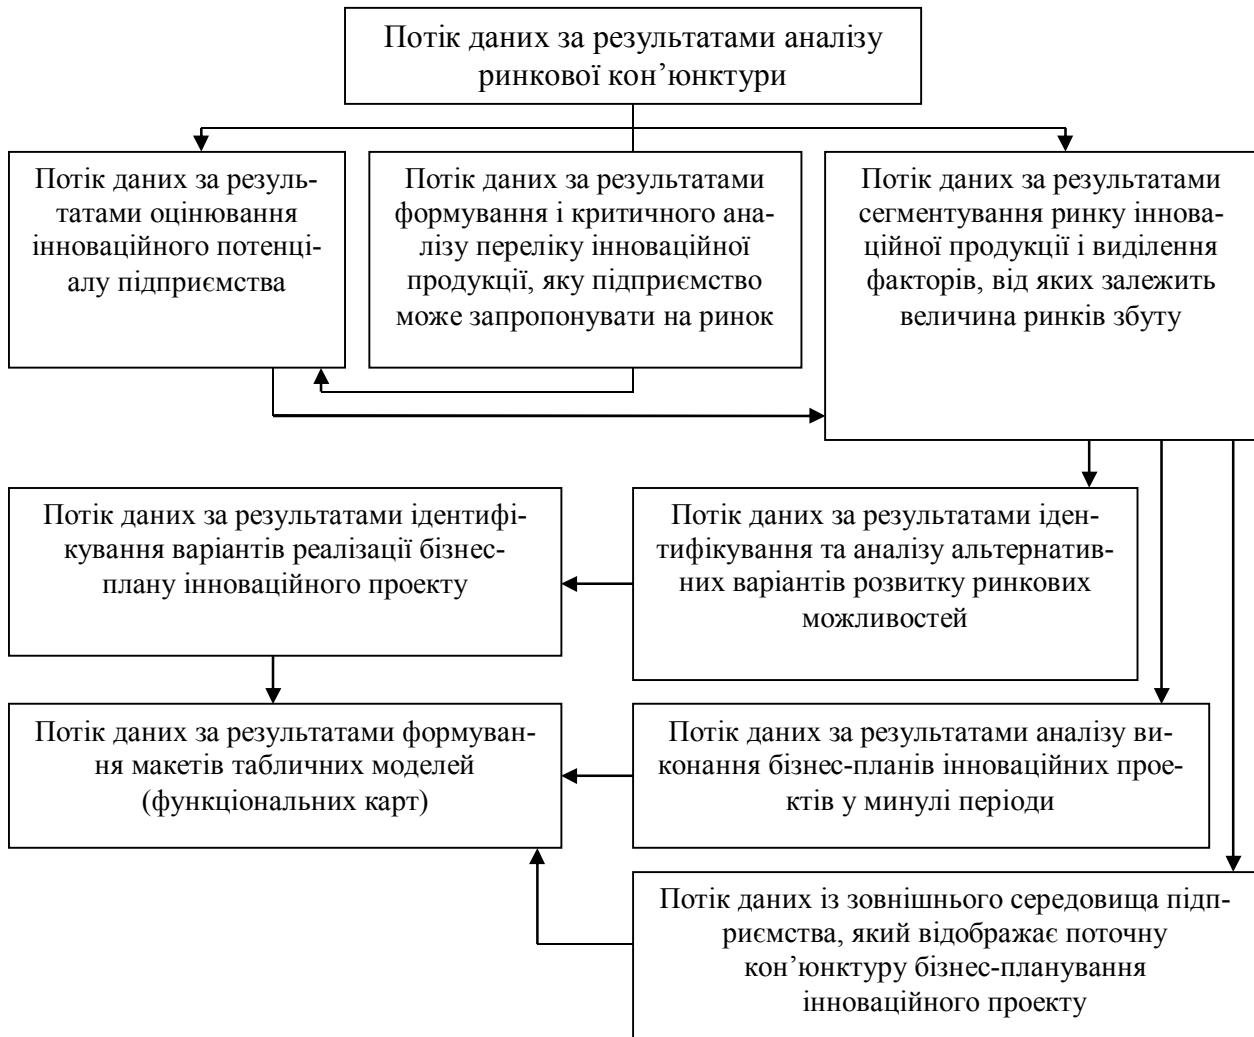 Потік даних за результатами аналізу
ринкової кон’юнктури
Потік даних за резуль-
татами оцінювання
інноваційного потенці-
алу підприємства
Потік даних за результатами
формування і критичного ана-
лізу переліку інноваційної
продукції, яку підприємство
може запропонувати на ринок
Потік даних за результатами
сегментування ринку іннова-
ційної продукції і виділення
факторів, від яких залежить
величина ринків збуту
Потік даних за результатами ідентифі-
кування варіантів реалізації бізнес-
плану інноваційного проекту
Потік даних за результатами іден-
тифікування та аналізу альтернатив-
них варіантів розвитку ринкових
можливостей
Потік даних за результатами формуван-
ня макетів табличних моделей
(функціональних карт)
Потік даних за результатами аналізу ви-
конання бізнес-планів інноваційних прое-
ктів у минулі періоди
Потік даних із зовнішнього середовища підп-
риємства, який відображає поточну
кон’юнктуру бізнес-планування
інноваційного проекту